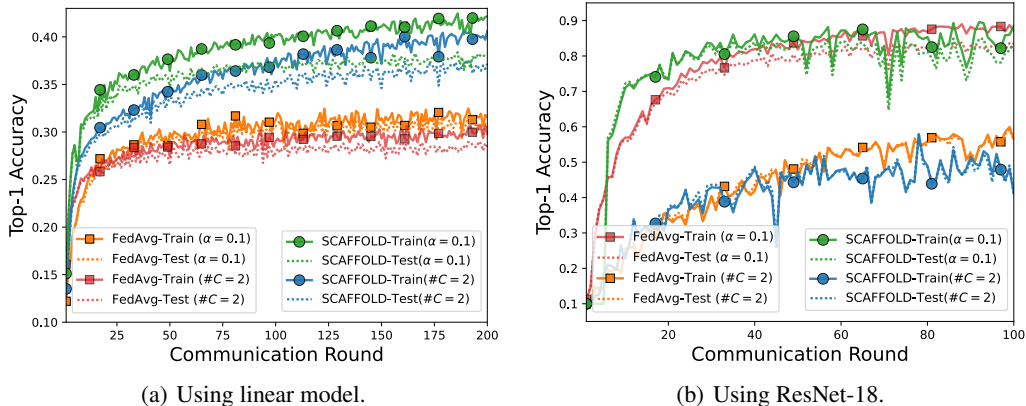 0.40
0.35
0.30
0.25
0.20
0.15
0.10
Top-1 Accuracy
FedAvg-Train (α = 0.1)
FedAvg-Test (α = 0.1)
FedAvg-Train (#C = 2)
FedAvg-Test (#C = 2)
SCAFFOLD-Train(α = 0.1)
SCAFFOLD-Test(α = 0.1)
SCAFFOLD-Train(#C = 2)
SCAFFOLD-Test(#C = 2)
25 50 75 100 125 150 175 200
Communication Round
(a) Using linear model.
0.9
0.8
0.7
0.6
0.5
0.4
0.3
0.2
0.1
Top-1 Accuracy
FedAvg-Train (α = 0.1)
FedAvg-Test (α = 0.1)
FedAvg-Train (#C = 2)
FedAvg-Test (#C = 2)
SCAFFOLD-Train(α = 0.1)
SCAFFOLD-Test(α = 0.1)
SCAFFOLD-Train(#C = 2)
SCAFFOLD-Test(#C = 2)
20 40 60 80 100
Communication Round
(b) Using ResNet-18.